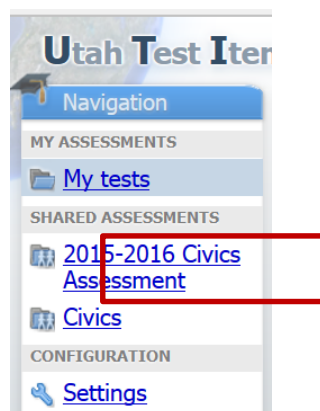 Utah Test Iter
Navigation
MY ASSESSMENTS
My tests
SHARED ASSESSMENTS
2015-2016 Civics
Assessment
Civics
CONFIGURATION
Settings